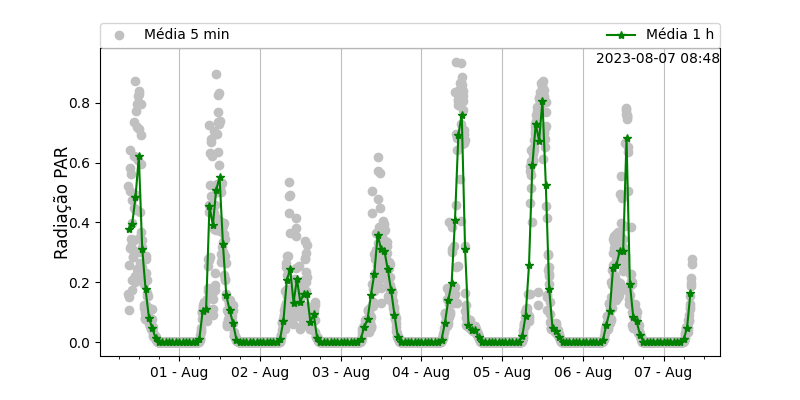 Média 5 min
Média 1 h
2023-08-07 08:48
Radiação PAR
0.8
0.6
0.4
0.2
0.0
01 - Aug
02 - Aug
03 - Aug
04 - Aug
05 - Aug
06 - Aug
07 - Aug